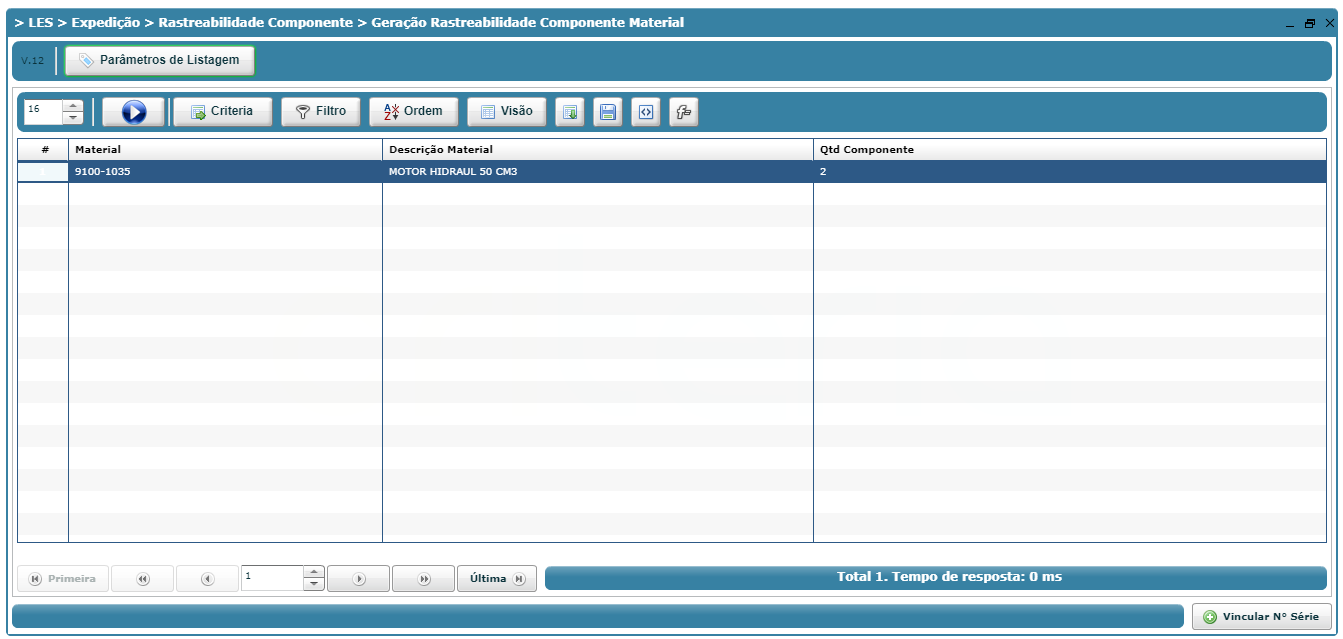 > LES > Expedição > Rastreabilidade Componente > Geração Rastreabilidade Componente Material
V.12 Parâmetros de Listagem
16 Criteria Filtro Ordem Visão
# Material Descrição Material Qtd Componente
1 9100-1035 MOTOR HIDRAUL 50 CM3 2
Primeira 1 Última Total 1. Tempo de resposta: 0 ms
Vincular N° Série